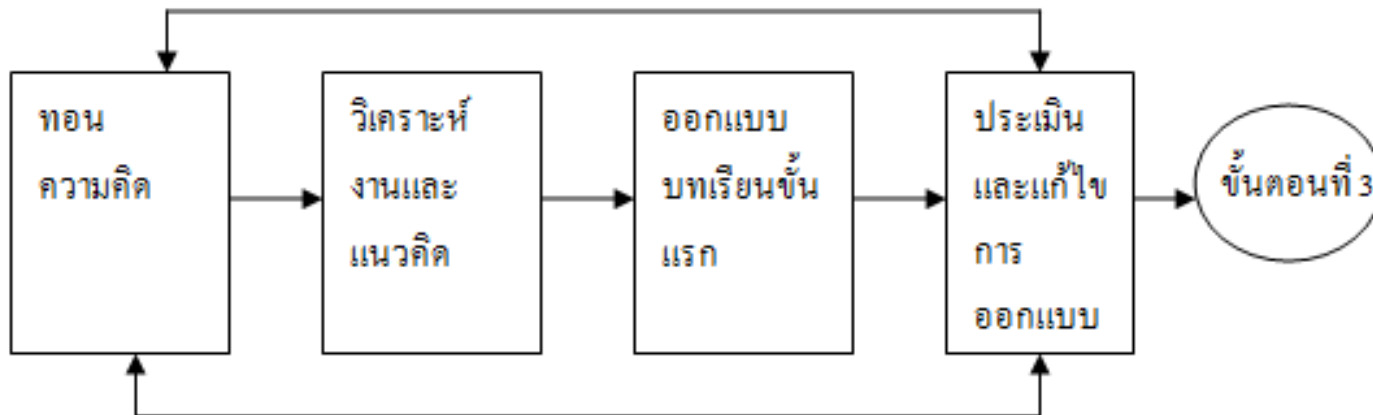 ทอน
ความคิด
วิเคราะห์
งานและ
แนวคิด
ออกแบบ
บทเรียนขั้น
แรก
ประเมิน
และแก้ไข
การ
ออกแบบ
ขั้นตอนที่ 3